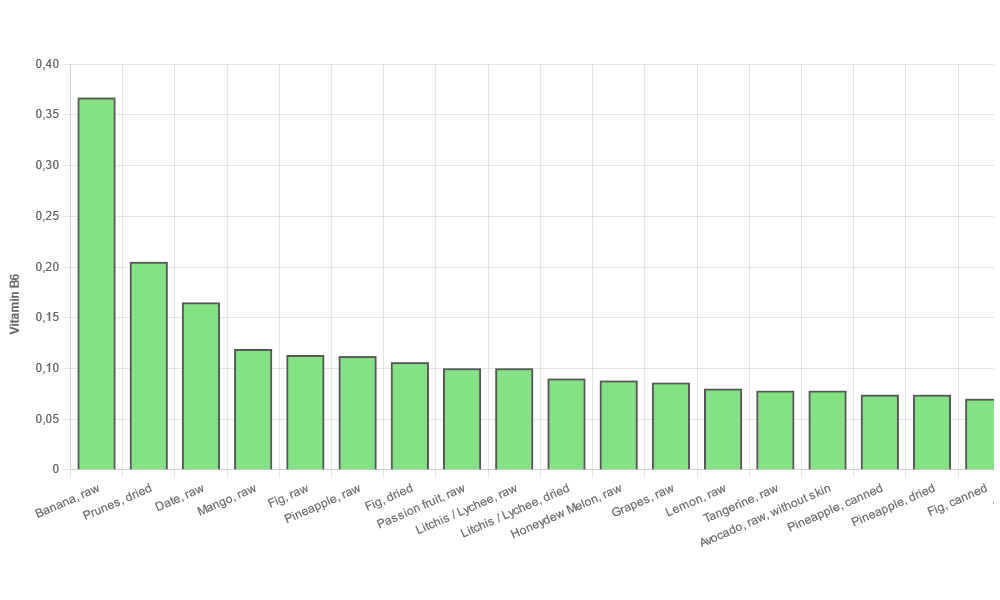 0,40
0,35
0,30
0,25
0,20
0,15
0,10
0,05
0
Vitamin B6
Banana, raw
Prunes, dried
Date, raw
Mango, raw
Fig, raw
Pineapple, raw
Fig, dried
Passion fruit, raw
Litchis / Lychee, raw
Litchis / Lychee, dried
Honeydew Melon, raw
Grapes, raw
Lemon, raw
Tangerine, raw
Avocado, raw, without skin
Pineapple, canned
Pineapple, dried
Fig, canned